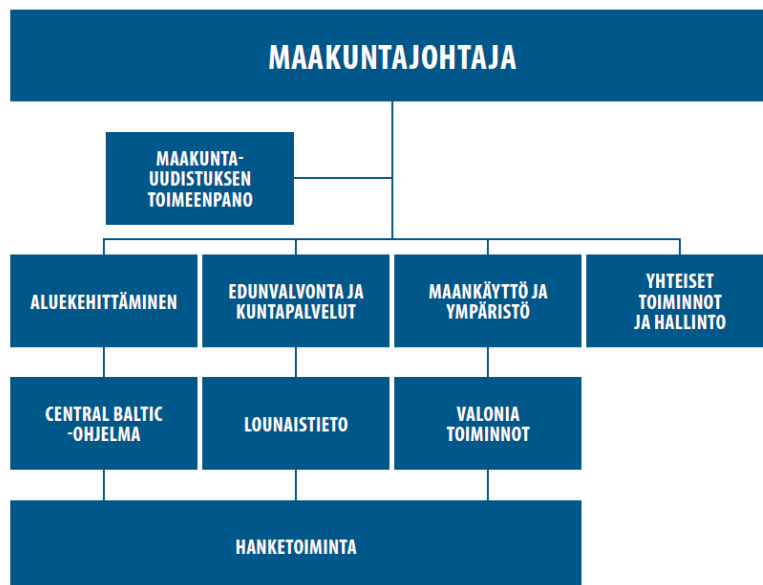 MAAKUNTAJOHTAJA
MAAKUNTA-
UUDISTUKSEN
TOIMEENPANO
ALUEKEHITTÄMINEN
EDUNVALVONTA JA
KUNTAPALVELUT
MAANKÄYTTÖ JA
YMPÄRISTÖ
YHTEISET
TOIMINNOT
JA HALLINTO
CENTRAL BALTIC
-OHJELMA
LOUNAISTIETO
VALONIA
TOIMINNOT
HANKETOIMINTA